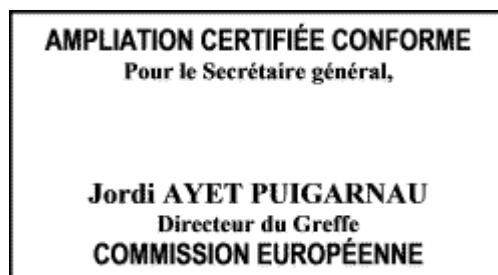 AMPLIATION CERTIFIÉE CONFORME
Pour le Secrétaire général,
Jordi AYET PUIGARNAU
Directeur du Greffe
COMMISSION EUROPÉENNE